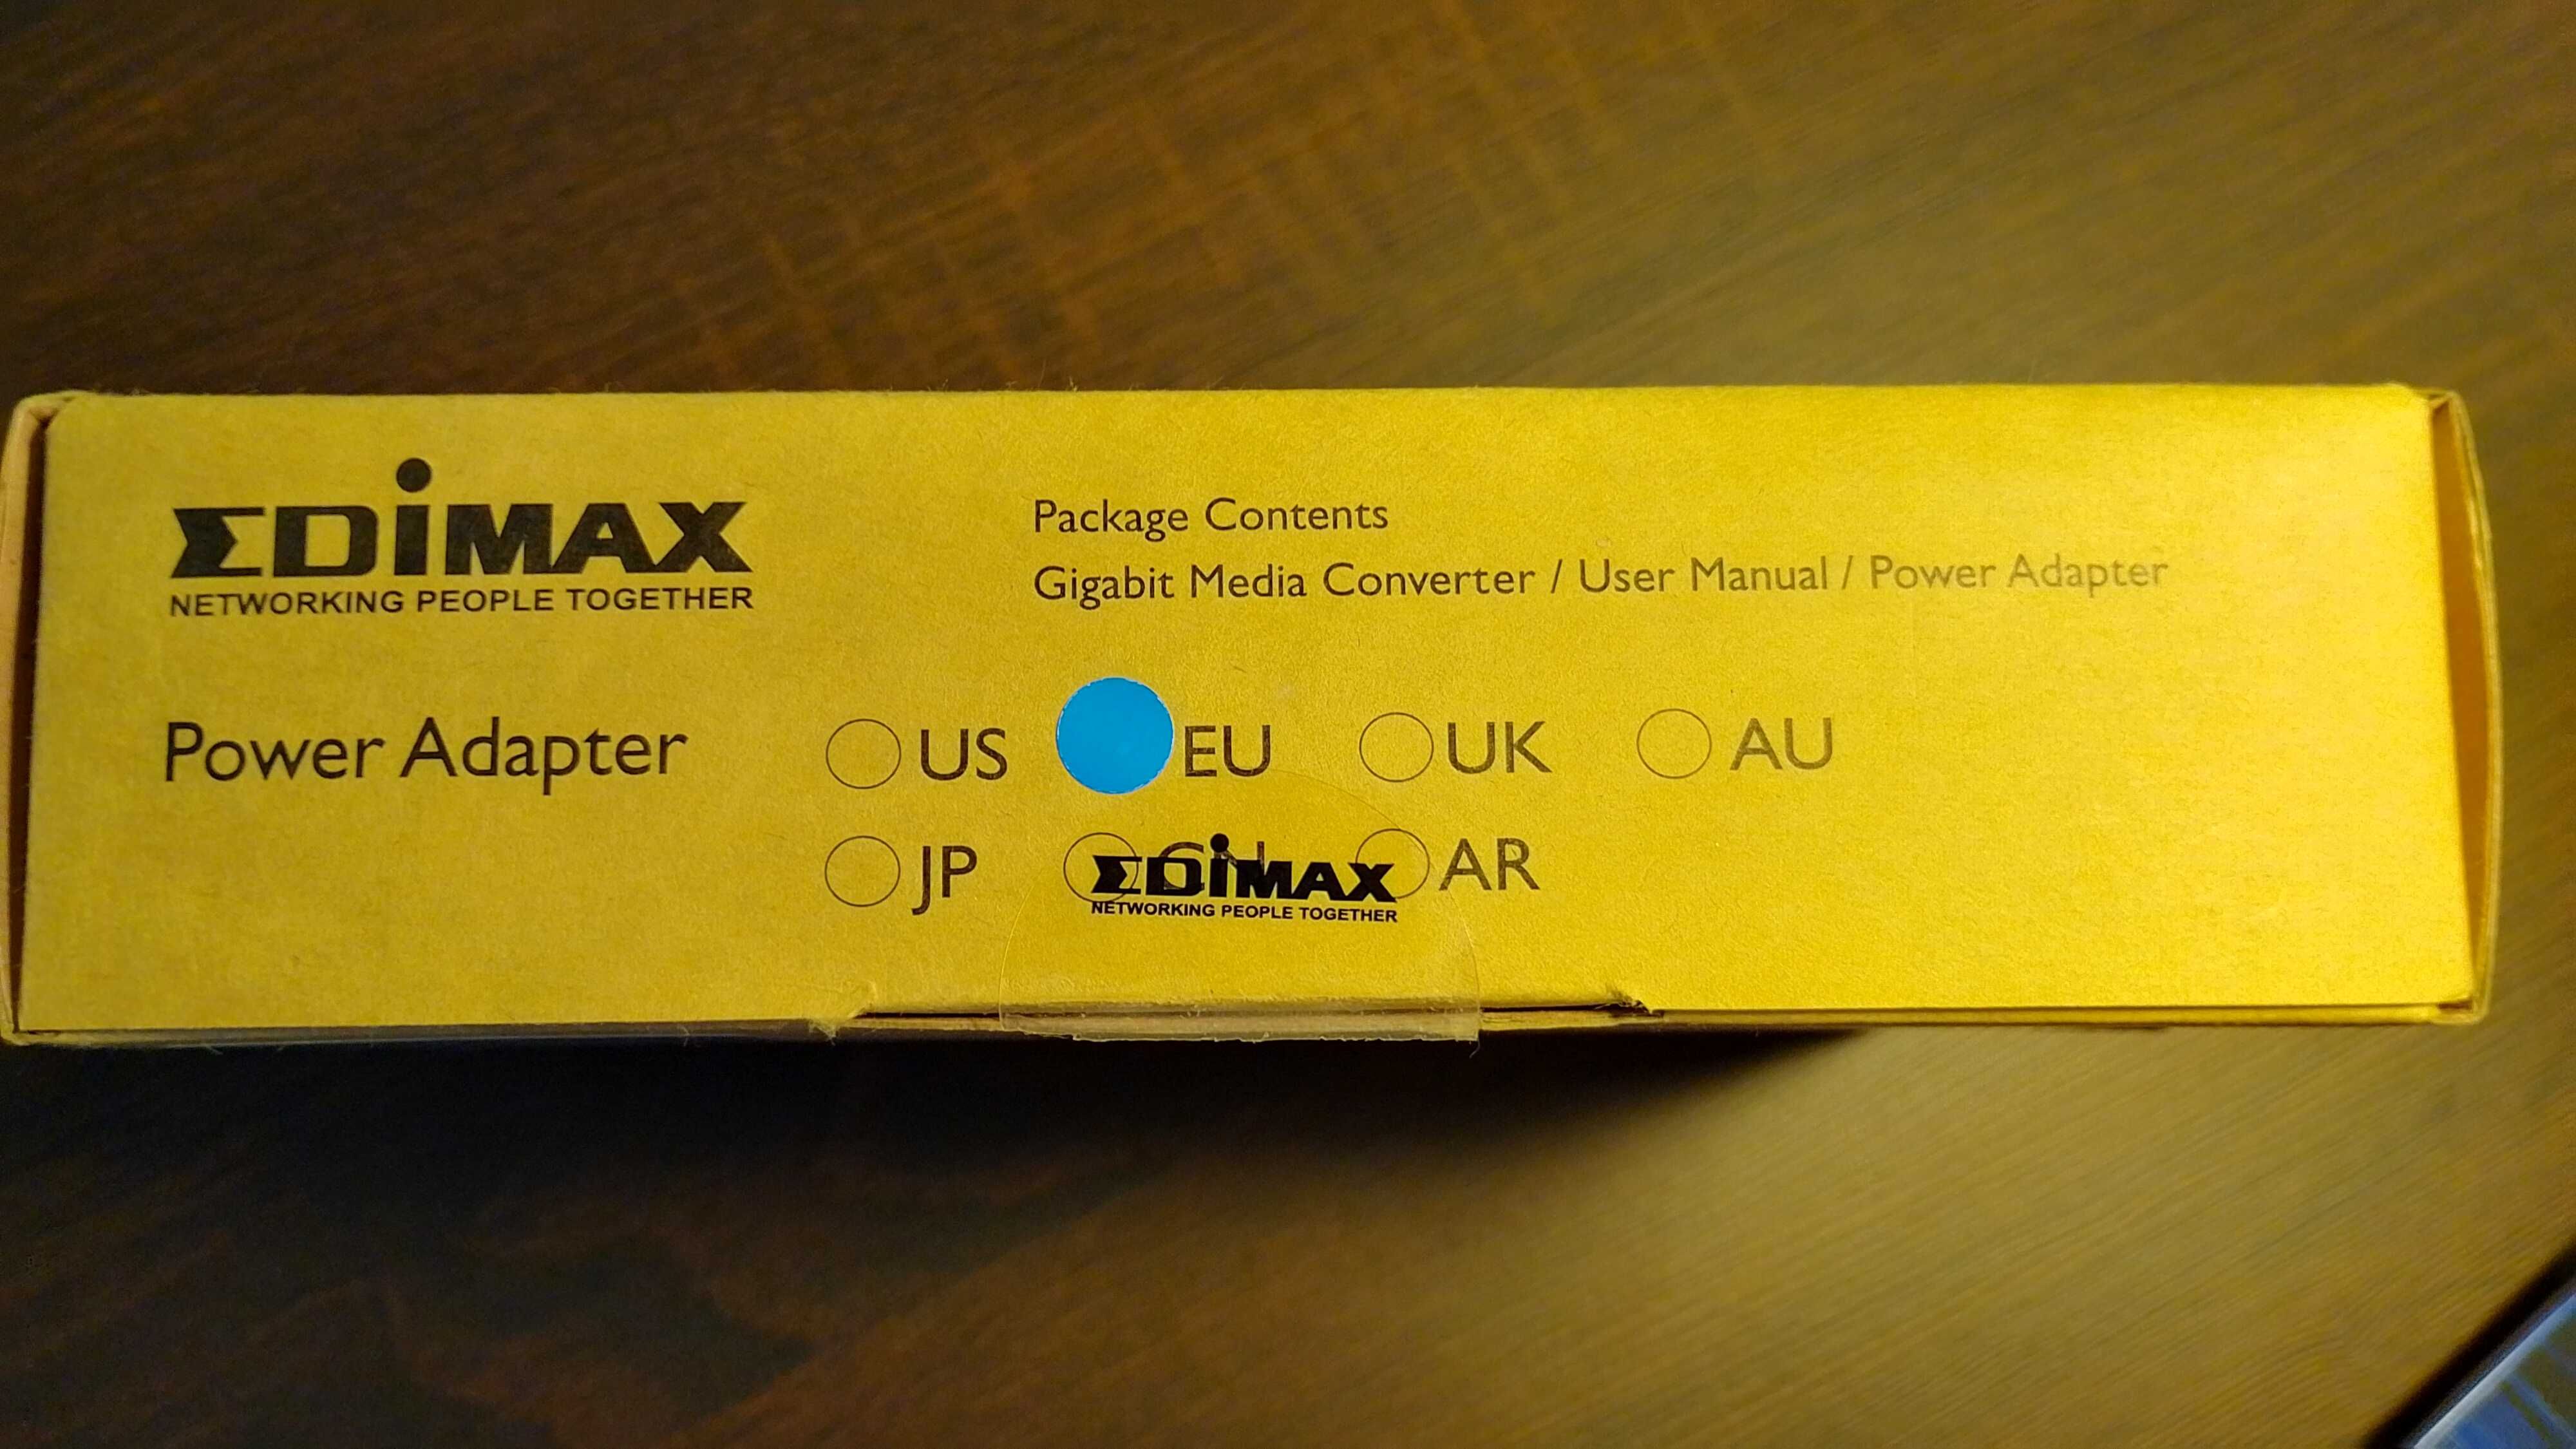 EDiMAX
NETWORKING PEOPLE TOGETHER
Package Contents
Gigabit Media Converter / User Manual / Power Adapter
Power Adapter
US EU UK AU
JP CN AR
EDiMAX
NETWORKING PEOPLE TOGETHER